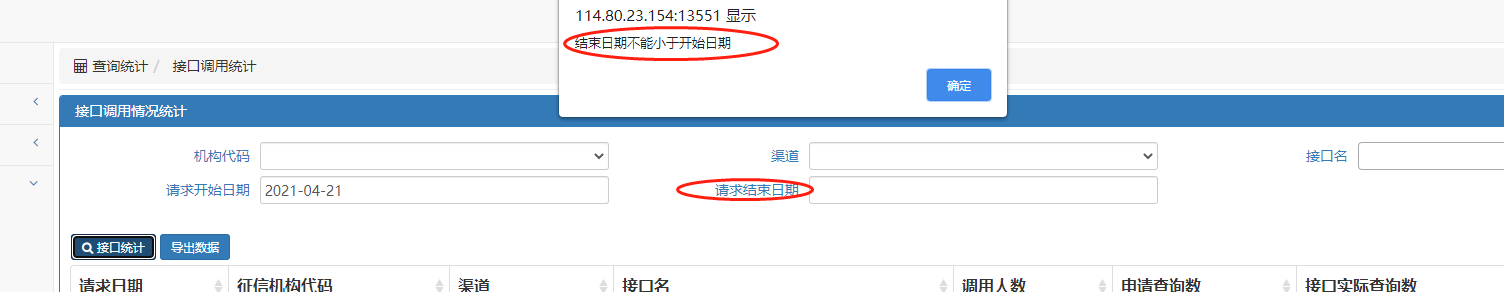 114.80.23.154:13551 显示
结束日期不能小于开始日期
确定
查询统计 / 接口调用统计
接口调用情况统计
机构代码 渠道 接口名
请求开始日期 2021-04-21 请求结束日期
接口统计 导出数据
请求日期 征信机构代码 渠道 接口名 调用人数 申请查询数 接口实际查询数